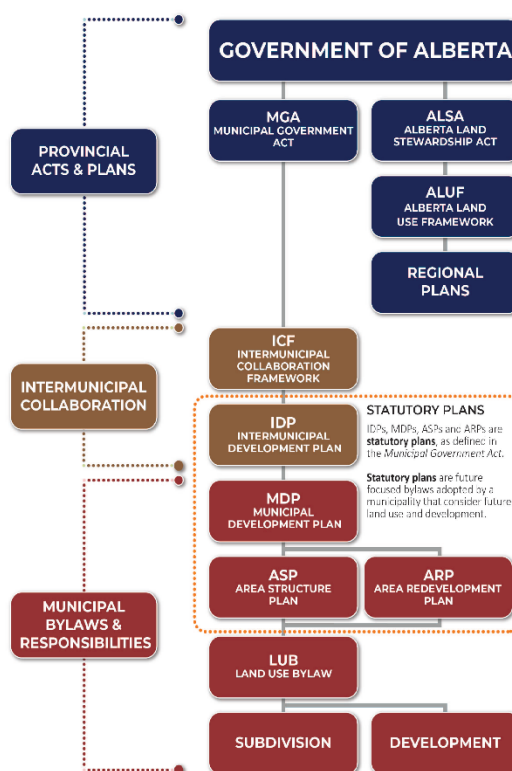 GOVERNMENT OF ALBERTA
MGA
MUNICIPAL GOVERNMENT
ACT
ALSA
ALBERTA LAND
STEWARDSHIP ACT
PROVINCIAL
ACTS & PLANS
ALUF
ALBERTA LAND
USE FRAMEWORK
REGIONAL
PLANS
ICF
INTERMUNICIPAL
COLLABORATION
FRAMEWORK
INTERMUNICIPAL
COLLABORATION
IDP
INTERMUNICIPAL
DEVELOPMENT PLAN
STATUTORY PLANS
IDPs, MDPs, ASPs and ARPs are
statutory plans, as defined in
the Municipal Government Act.
Statutory plans are future
focused bylaws adopted by a
municipality that consider future
land use and development.
MDP
MUNICIPAL
DEVELOPMENT PLAN
ASP
AREA STRUCTURE
PLAN
ARP
AREA REDEVELOPMENT
PLAN
MUNICIPAL
BYLAWS &
RESPONSIBILITIES
LUB
LAND USE BYLAW
SUBDIVISION
DEVELOPMENT